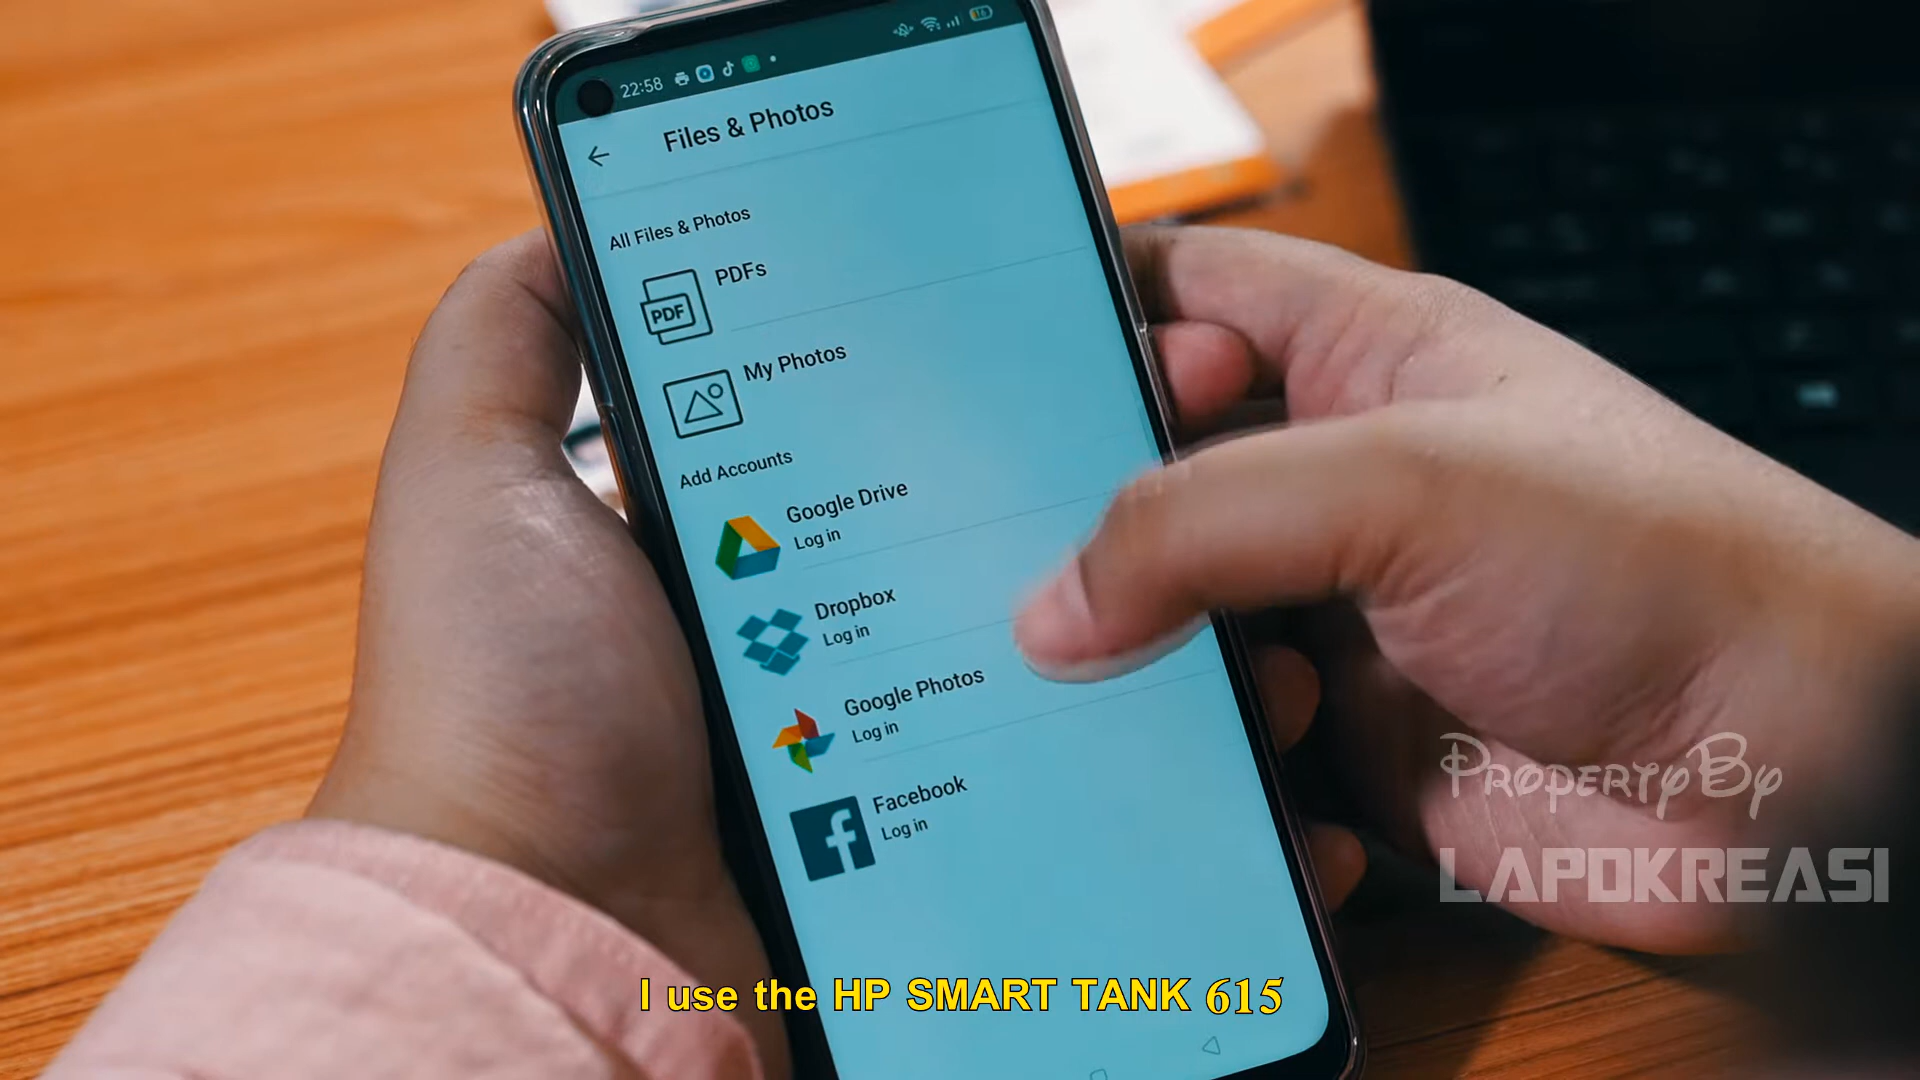 22:58
16
Files & Photos
All Files & Photos
PDF
PDFs
My Photos
Add Accounts
Google Drive
Log in
Dropbox
Log in
Google Photos
Log in
Facebook
Log in
PropertyBy
LAPOKREASI
I use the HP SMART TANK 615